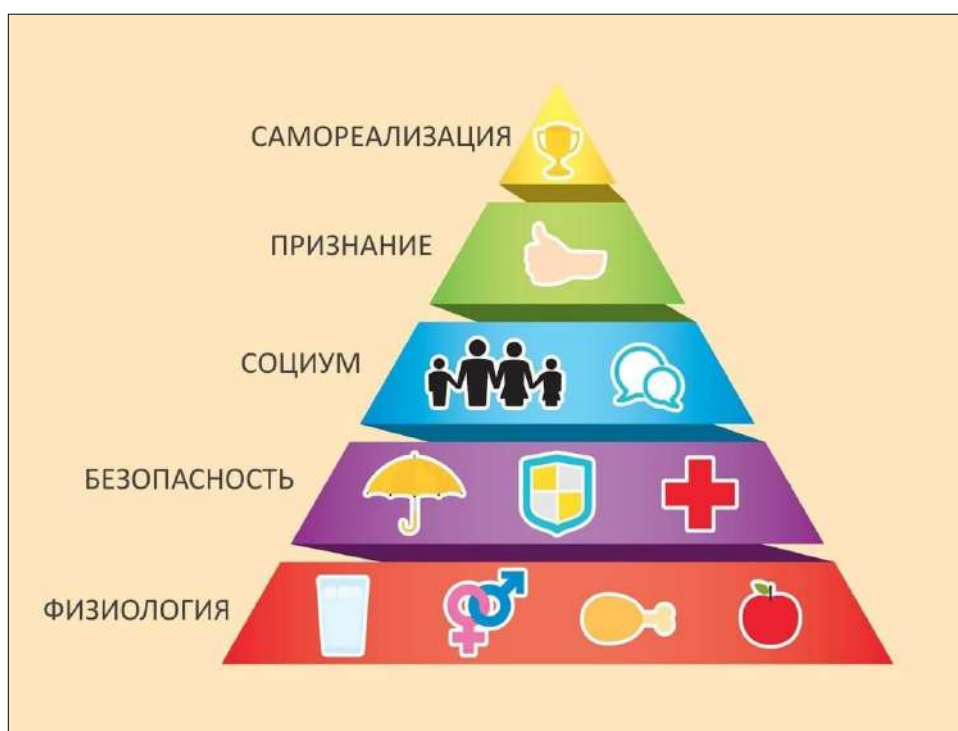 САМОРЕАЛИЗАЦИЯ
ПРИЗНАНИЕ
СОЦИУМ
БЕЗОПАСНОСТЬ
ФИЗИОЛОГИЯ